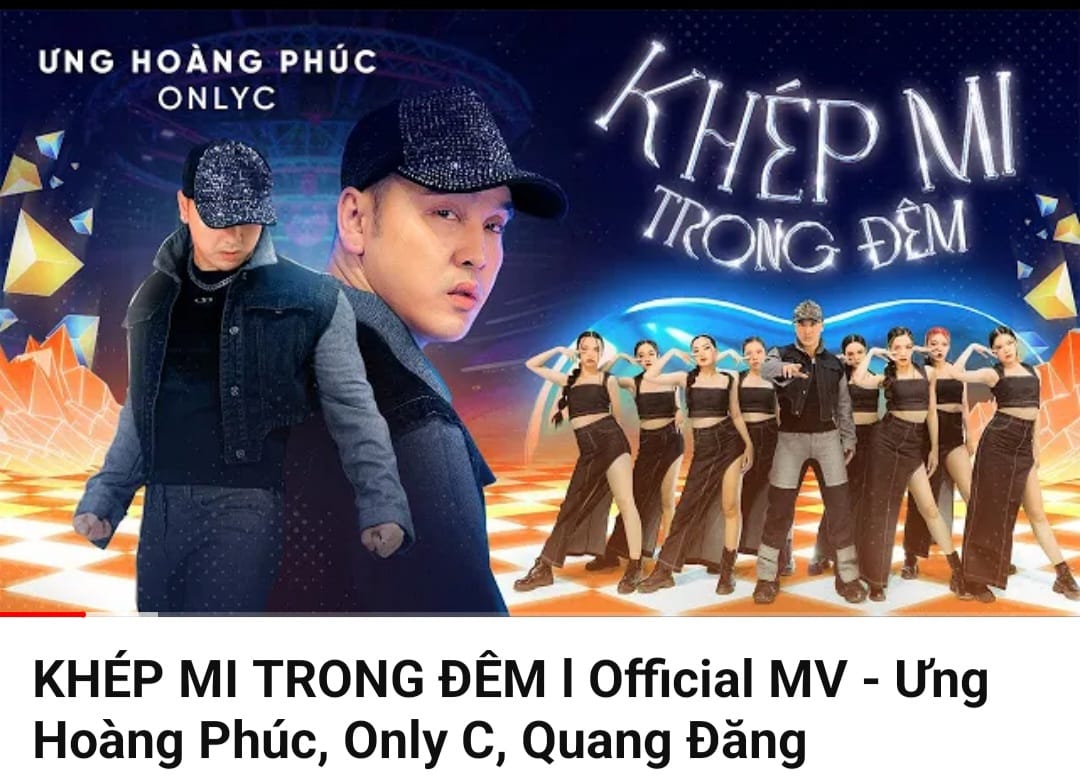 ƯNG HOÀNG PHÚC
ONLYC
KHÉP MI
TRONG ĐÊM
KHÉP MI TRONG ĐÊM l Official MV - Ưng
Hoàng Phúc, Only C, Quang Đăng